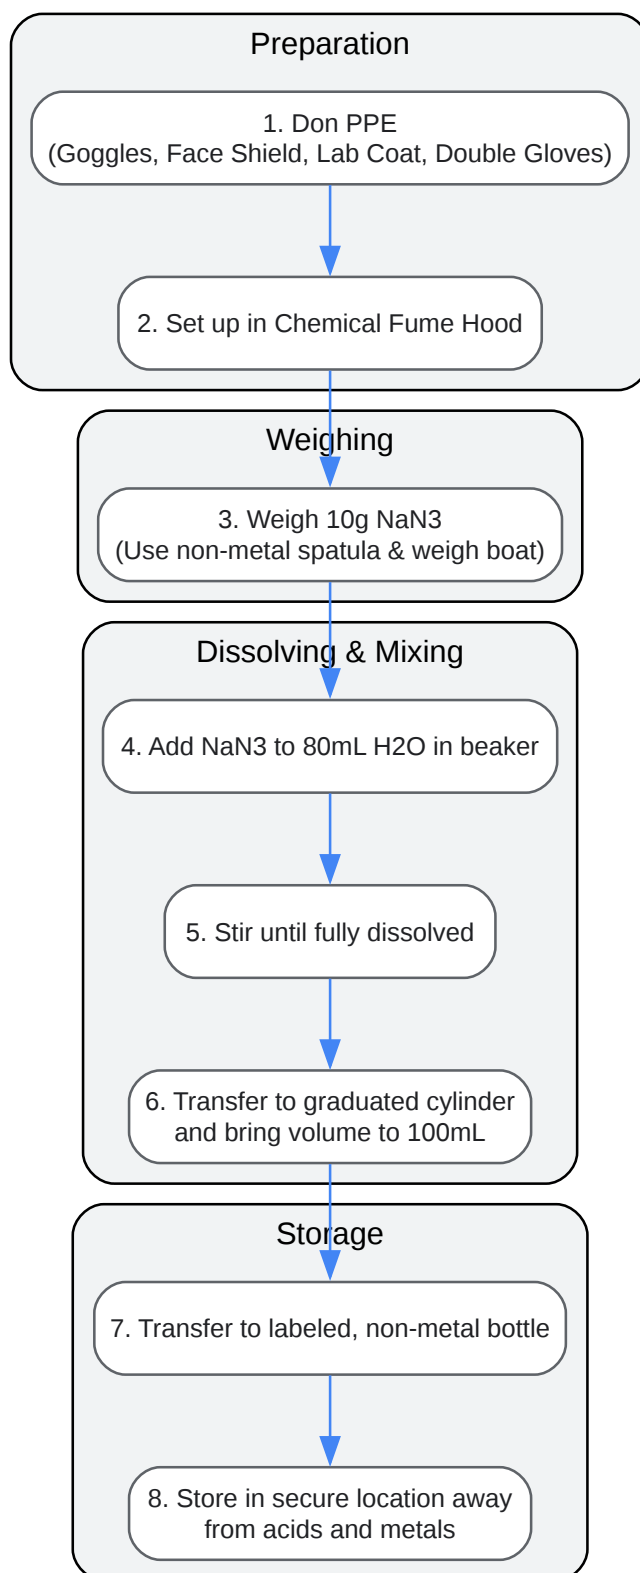 Preparation
1. Don PPE
(Goggles, Face Shield, Lab Coat, Double Gloves)
2. Set up in Chemical Fume Hood
Weighing
3. Weigh 10g NaN3
(Use non-metal spatula & weigh boat)
Dissolving & Mixing
4. Add NaN3 to 80mL H2O in beaker
5. Stir until fully dissolved
6. Transfer to graduated cylinder
and bring volume to 100mL
Storage
7. Transfer to labeled, non-metal bottle
8. Store in secure location away
from acids and metals